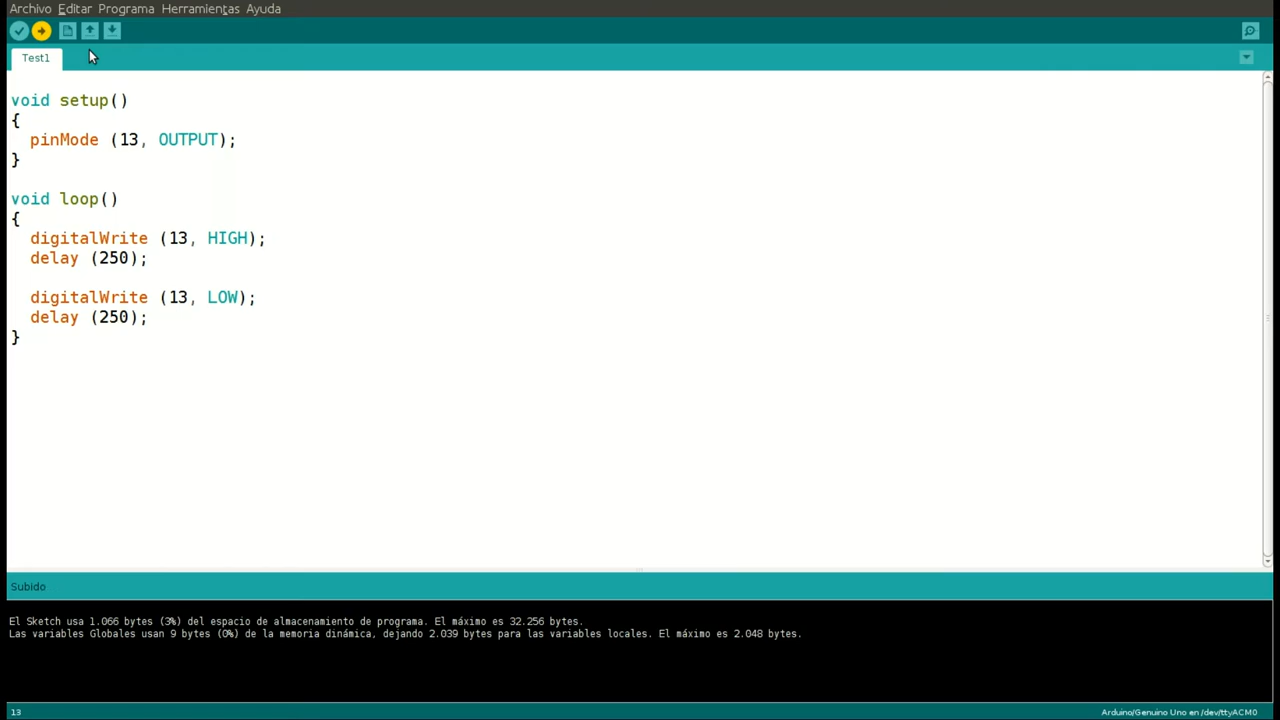 Archivo Editar Programa Herramientas Ayuda
Test1
void setup()
{
  pinMode (13, OUTPUT);
}
void loop()
{
  digitalWrite (13, HIGH);
  delay (250);
  digitalWrite (13, LOW);
  delay (250);
}
Subido
El Sketch usa 1.066 bytes (3%) del espacio de almacenamiento de programa. El máximo es 32.256 bytes.
Las variables Globales usan 9 bytes (0%) de la memoria dinámica, dejando 2.039 bytes para las variables locales. El máximo es 2.048 bytes.
13 Arduino/Genuino Uno en /dev/ttyACM0